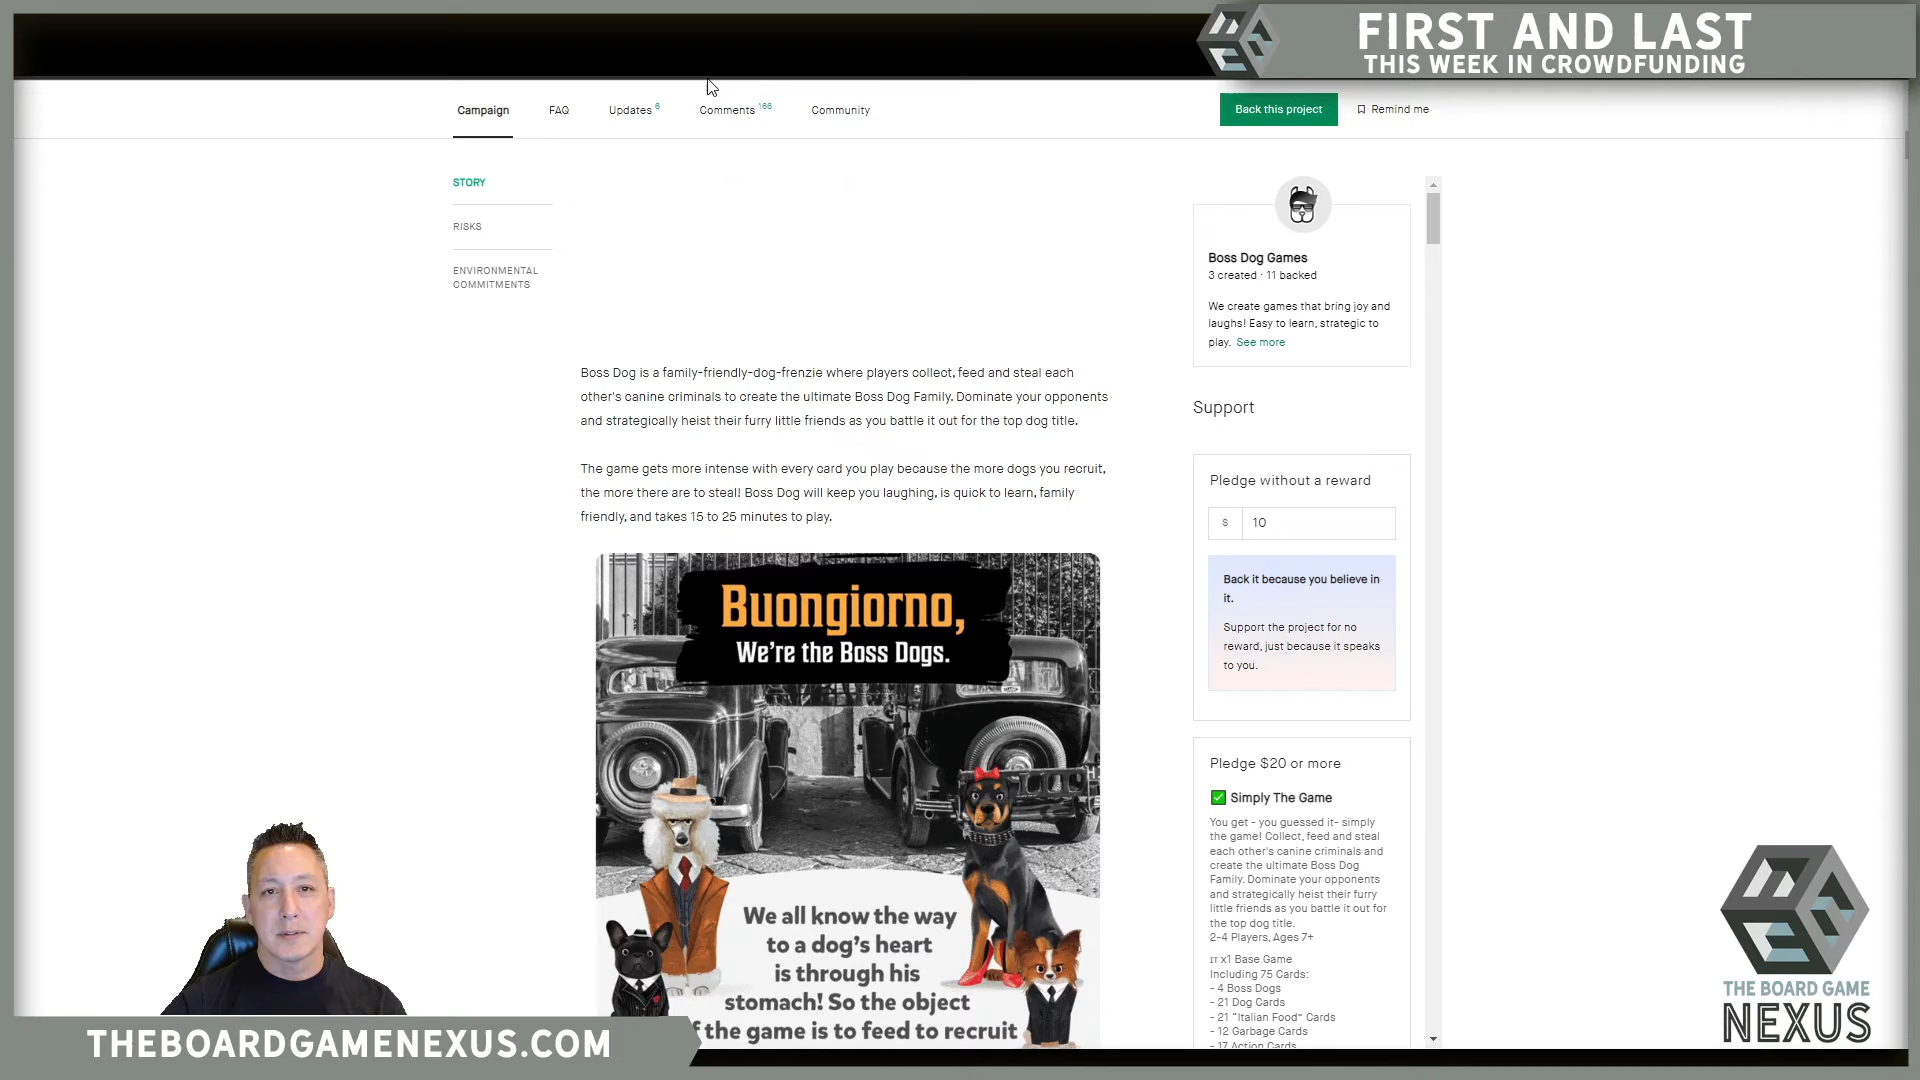 FIRST AND LAST
THIS WEEK IN CROWDFUNDING
Campaign
FAQ
Updates 6
Comments 166
Community
Back this project
Remind me
STORY
RISKS
ENVIRONMENTAL
COMMITMENTS
Boss Dog is a family-friendly-dog-frenzie where players collect, feed and steal each
other's canine criminals to create the ultimate Boss Dog Family. Dominate your opponents
and strategically heist their furry little friends as you battle it out for the top dog title.
The game gets more intense with every card you play because the more dogs you recruit,
the more there are to steal! Boss Dog will keep you laughing, is quick to learn, family
friendly, and takes 15 to 25 minutes to play.
Buongiorno,
We're the Boss Dogs.
We all know the way
to a dog's heart
is through his
stomach! So the object
f the game is to feed to recruit
Boss Dog Games
3 created · 11 backed
We create games that bring joy and
laughs! Easy to learn, strategic to
play. See more
Support
Pledge without a reward
$ 10
Back it because you believe in
it.
Support the project for no
reward, just because it speaks
to you.
Pledge $20 or more
✅ Simply The Game
You get - you guessed it- simply
the game! Collect, feed and steal
each other's canine criminals and
create the ultimate Boss Dog
Family. Dominate your opponents
and strategically heist their furry
little friends as you battle it out for
the top dog title.
2-4 Players, Ages 7+
IT x1 Base Game
Including 75 Cards:
- 4 Boss Dogs
- 21 Dog Cards
- 21 "Italian Food" Cards
- 12 Garbage Cards
- 17 Action Cards
THEBOARDGAMENEXUS.COM
THE BOARD GAME
NEXUS